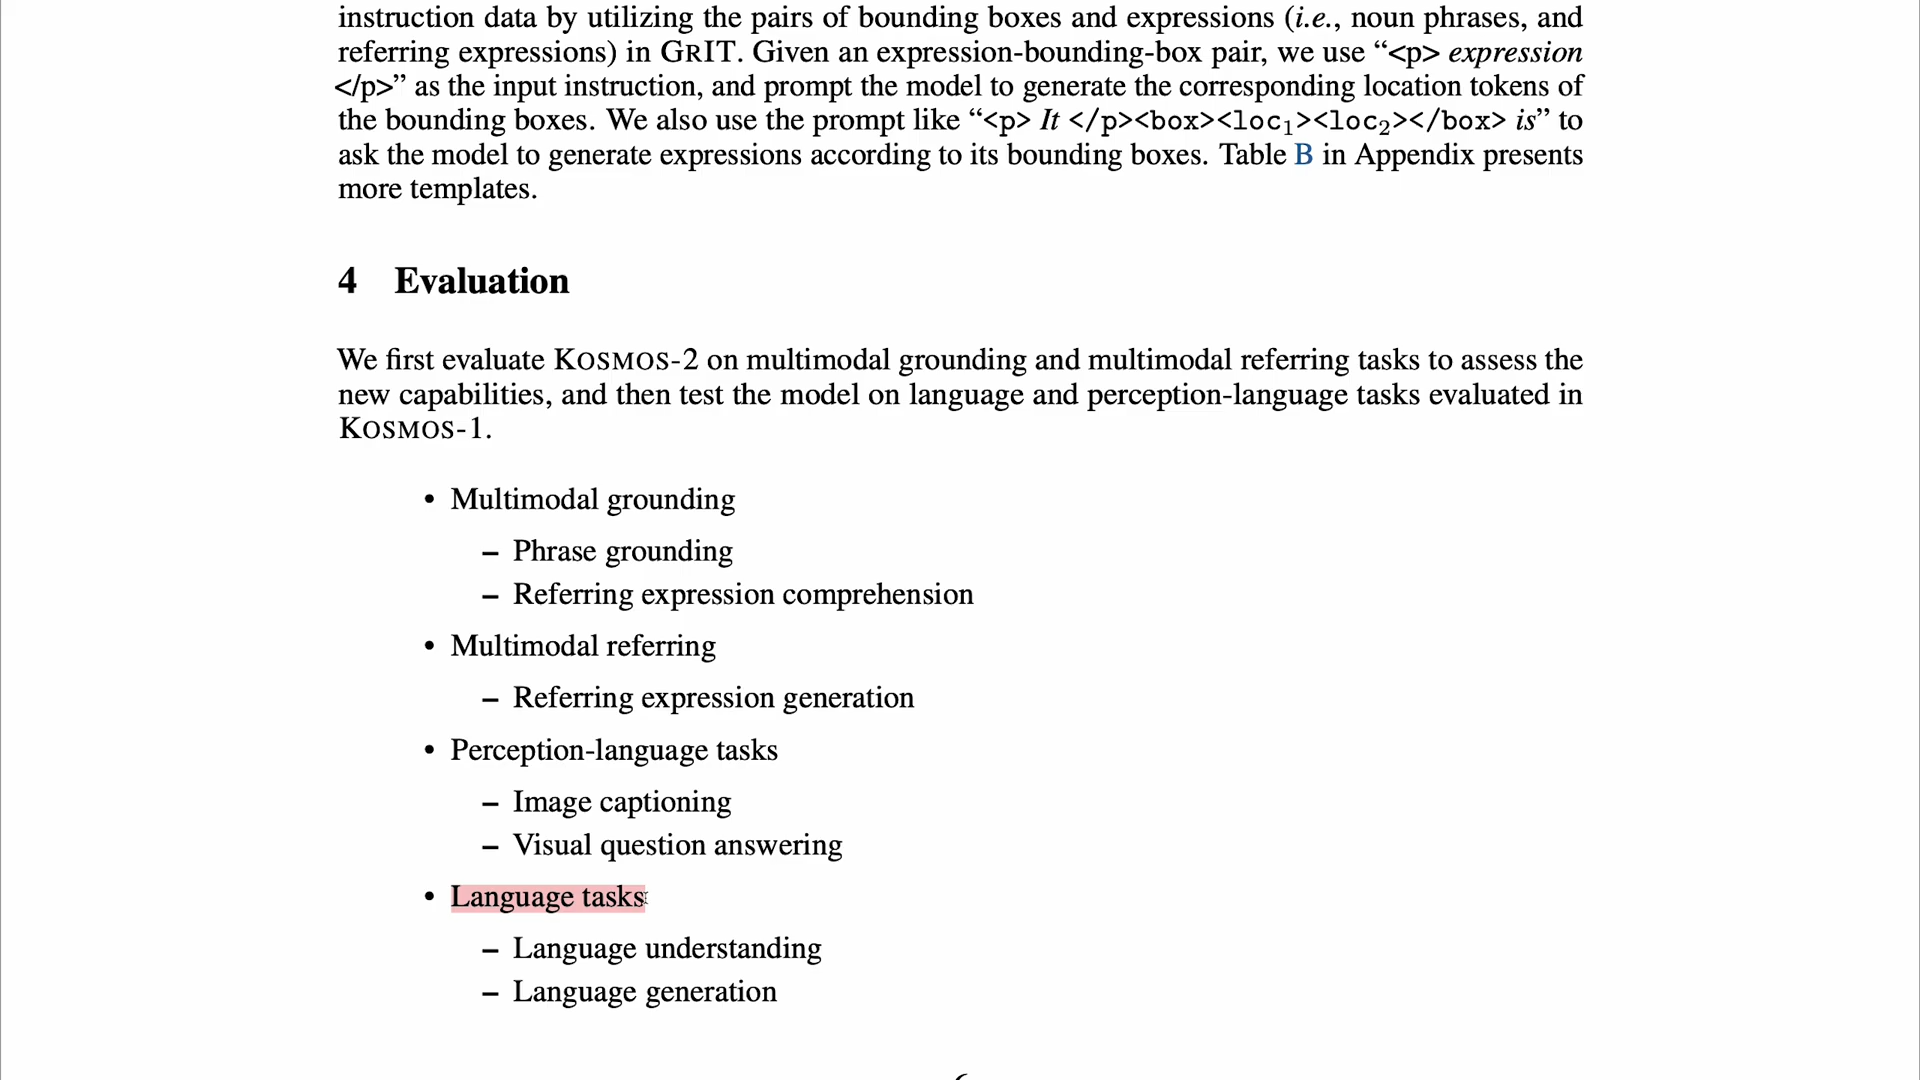 instruction data by utilizing the pairs of bounding boxes and expressions (i.e., noun phrases, and
referring expressions) in GRIT. Given an expression-bounding-box pair, we use “<p> expression
</p>” as the input instruction, and prompt the model to generate the corresponding location tokens of
the bounding boxes. We also use the prompt like “<p> It </p><box><loc₁><loc₂></box> is” to
ask the model to generate expressions according to its bounding boxes. Table B in Appendix presents
more templates.
4 Evaluation
We first evaluate KOSMOS-2 on multimodal grounding and multimodal referring tasks to assess the
new capabilities, and then test the model on language and perception-language tasks evaluated in
KOSMOS-1.
• Multimodal grounding
– Phrase grounding
– Referring expression comprehension
• Multimodal referring
– Referring expression generation
• Perception-language tasks
– Image captioning
– Visual question answering
• Language tasks
– Language understanding
– Language generation